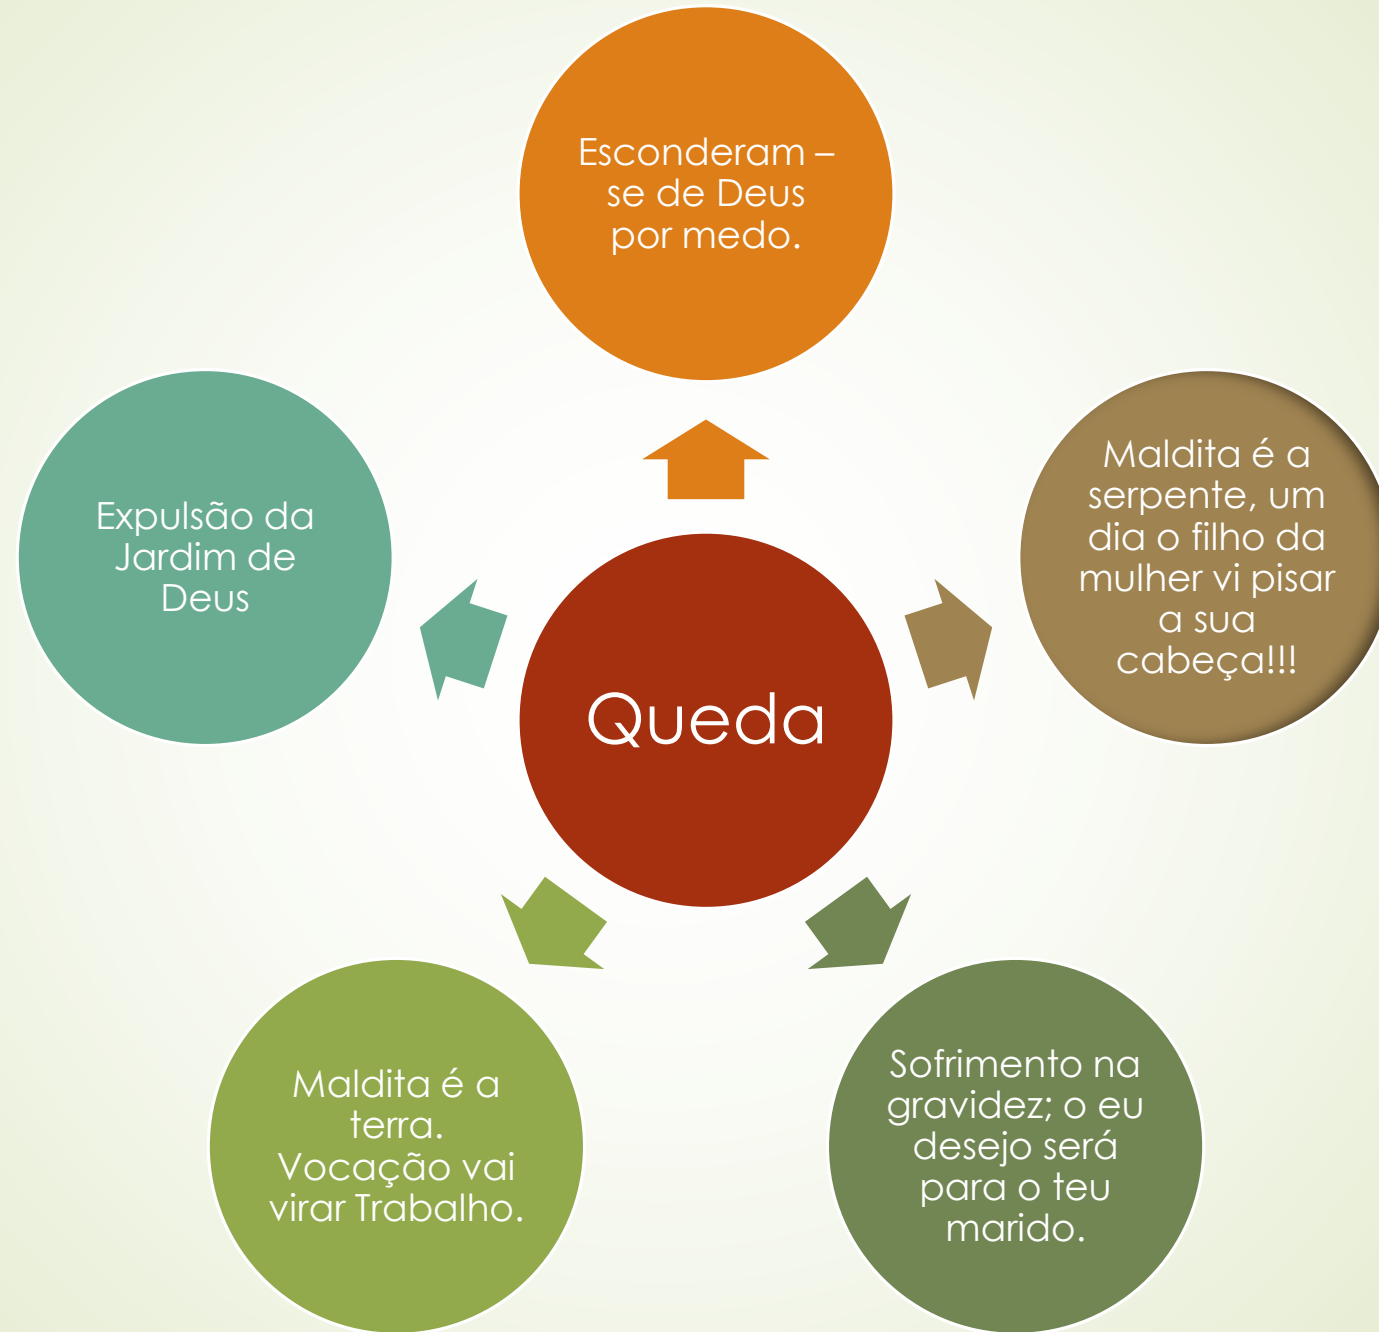 Esconderam –
se de Deus
por medo.
Maldita é a
serpente, um
dia o filho da
mulher vi pisar
a sua
cabeça!!!
Sofrimento na
gravidez; o eu
desejo será
para o teu
marido.
Maldita é a
terra.
Vocação vai
virar Trabalho.
Expulsão da
Jardim de
Deus
Queda